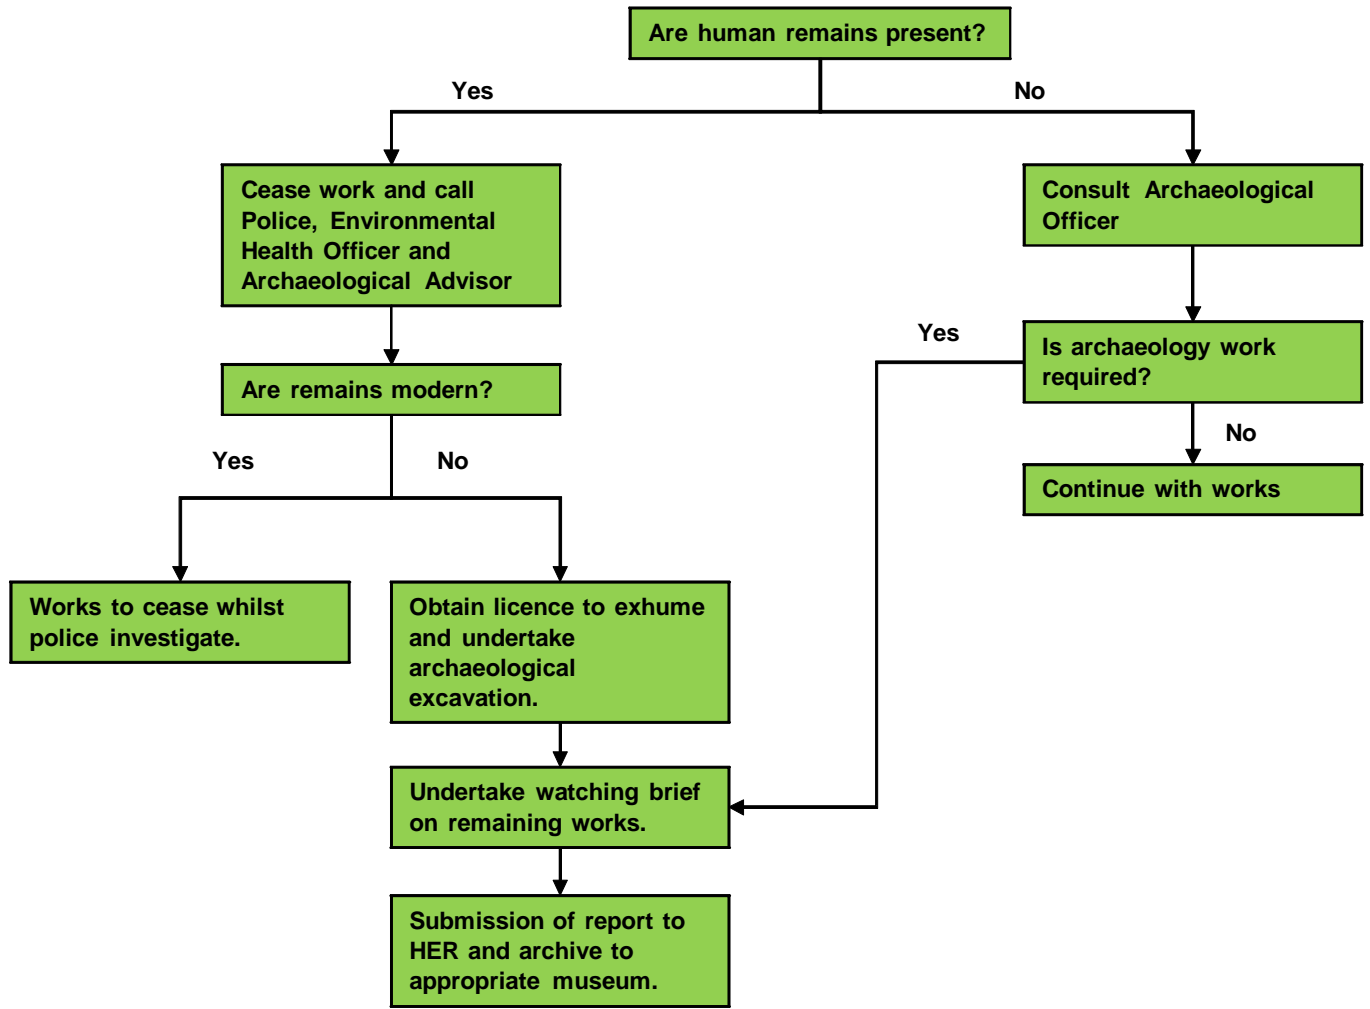 Are human remains present?
Yes
No
Cease work and call
Police, Environmental
Health Officer and
Archaeological Advisor
Consult Archaeological
Officer
Are remains modern?
Yes
Is archaeology work
required?
Yes
No
No
Continue with works
Works to cease whilst
police investigate.
Obtain licence to exhume
and undertake
archaeological
excavation.
Undertake watching brief
on remaining works.
Submission of report to
HER and archive to
appropriate museum.